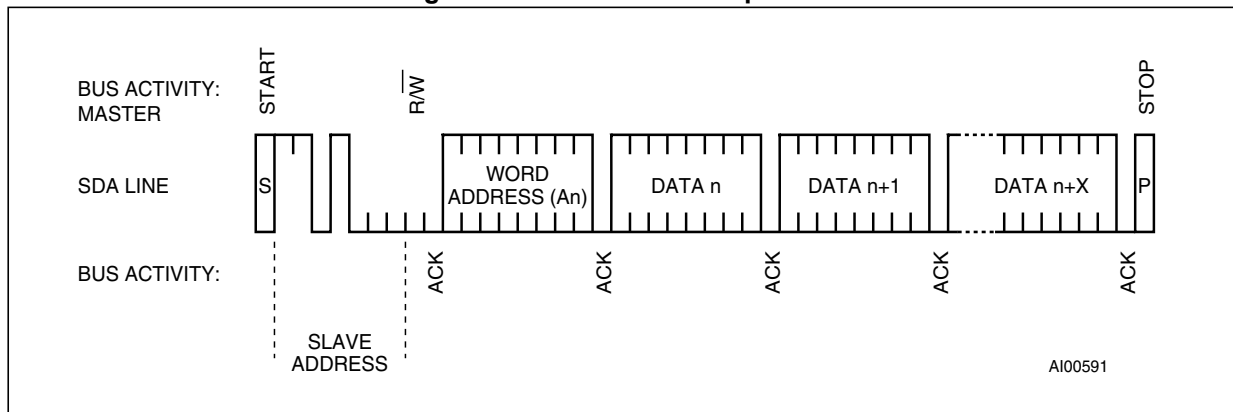 BUS ACTIVITY:
MASTER
START
R/W
STOP
SDA LINE
S
WORD
ADDRESS (An)
DATA n
DATA n+1
DATA n+X
P
BUS ACTIVITY:
ACK
ACK
ACK
ACK
ACK
SLAVE
ADDRESS
AI00591